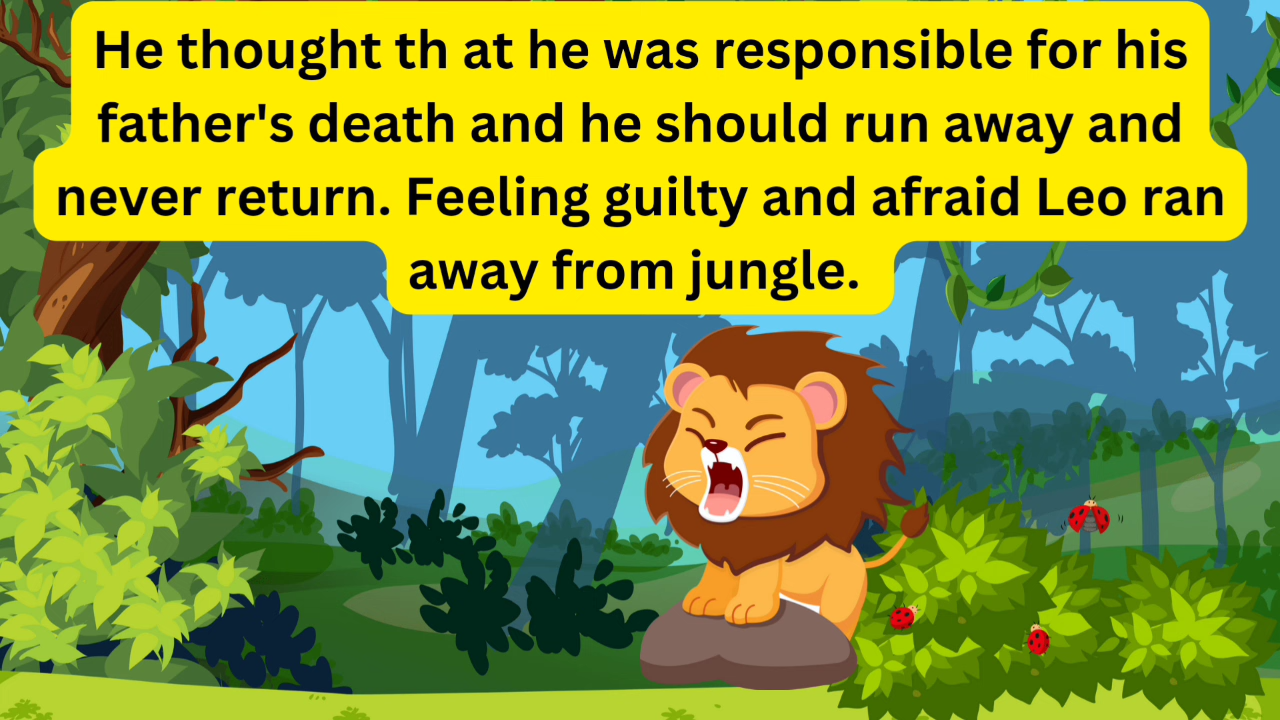 He thought th at he was responsible for his
father's death and he should run away and
never return. Feeling guilty and afraid Leo ran
away from jungle.